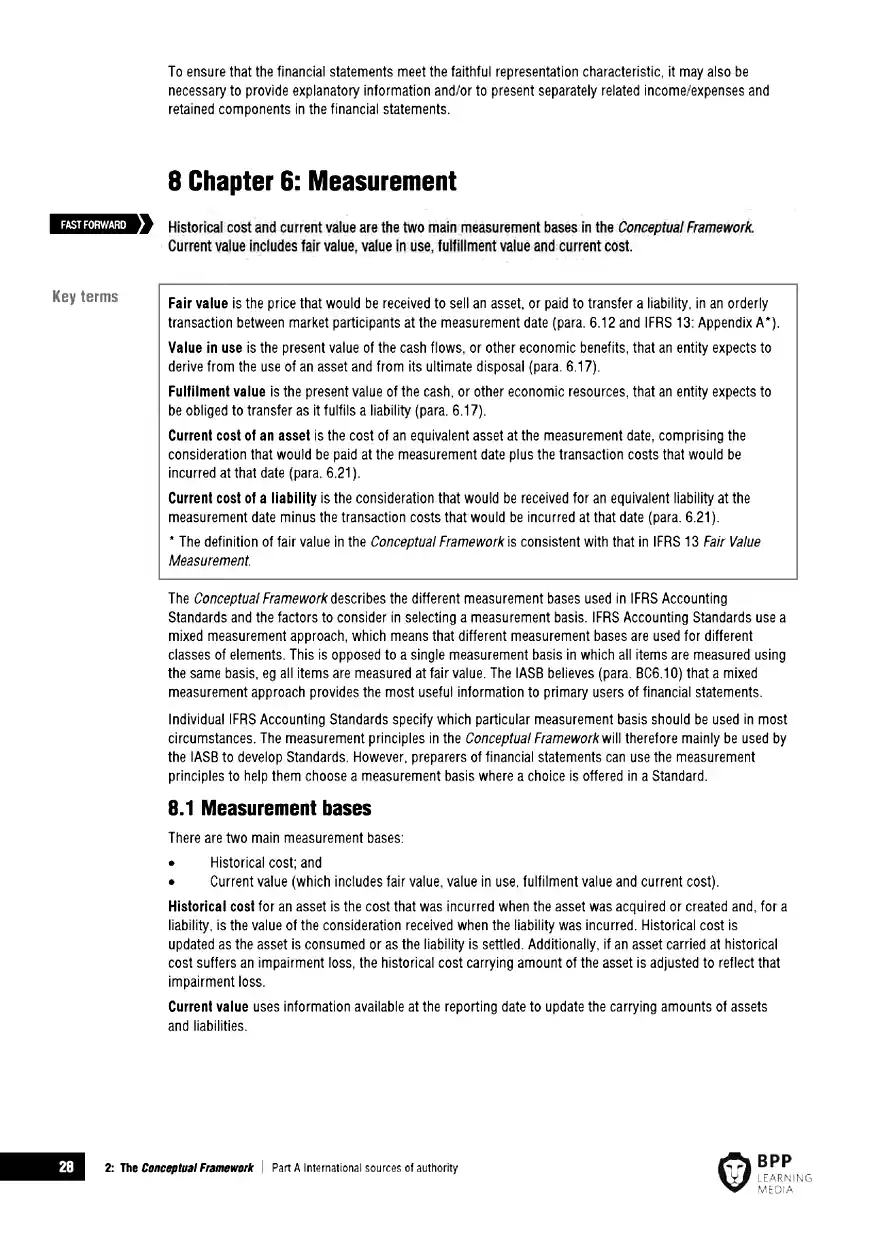 To ensure that the financial statements meet the faithful representation characteristic, it may also be
necessary to provide explanatory information and/or to present separately related income/expenses and
retained components in the financial statements.
8 Chapter 6: Measurement
FAST FORWARD
Historical cost and current value are the two main measurement bases in the Conceptual Framework.
Current value includes fair value, value in use, fulfillment value and current cost.
Key terms
Fair value is the price that would be received to sell an asset, or paid to transfer a liability, in an orderly
transaction between market participants at the measurement date (para. 6.12 and IFRS 13: Appendix A*).
Value in use is the present value of the cash flows, or other economic benefits, that an entity expects to
derive from the use of an asset and from its ultimate disposal (para. 6.17).
Fulfilment value is the present value of the cash, or other economic resources, that an entity expects to
be obliged to transfer as it fulfils a liability (para. 6.17).
Current cost of an asset is the cost of an equivalent asset at the measurement date, comprising the
consideration that would be paid at the measurement date plus the transaction costs that would be
incurred at that date (para. 6.21).
Current cost of a liability is the consideration that would be received for an equivalent liability at the
measurement date minus the transaction costs that would be incurred at that date (para. 6.21).
* The definition of fair value in the Conceptual Framework is consistent with that in IFRS 13 Fair Value
Measurement.
The Conceptual Framework describes the different measurement bases used in IFRS Accounting
Standards and the factors to consider in selecting a measurement basis. IFRS Accounting Standards use a
mixed measurement approach, which means that different measurement bases are used for different
classes of elements. This is opposed to a single measurement basis in which all items are measured using
the same basis, eg all items are measured at fair value. The IASB believes (para. BC6.10) that a mixed
measurement approach provides the most useful information to primary users of financial statements.
Individual IFRS Accounting Standards specify which particular measurement basis should be used in most
circumstances. The measurement principles in the Conceptual Framework will therefore mainly be used by
the IASB to develop Standards. However, preparers of financial statements can use the measurement
principles to help them choose a measurement basis where a choice is offered in a Standard.
8.1 Measurement bases
There are two main measurement bases:
• Historical cost; and
• Current value (which includes fair value, value in use, fulfilment value and current cost).
Historical cost for an asset is the cost that was incurred when the asset was acquired or created and, for a
liability, is the value of the consideration received when the liability was incurred. Historical cost is
updated as the asset is consumed or as the liability is settled. Additionally, if an asset carried at historical
cost suffers an impairment loss, the historical cost carrying amount of the asset is adjusted to reflect that
impairment loss.
Current value uses information available at the reporting date to update the carrying amounts of assets
and liabilities.
28 2: The Conceptual Framework | Part A International sources of authority
BPP
LEARNING
MEDIA